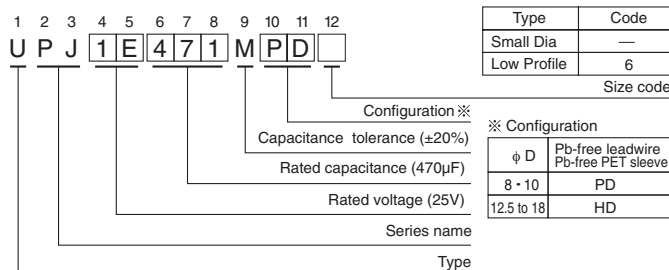 1 2 3 4 5 6 7 8 9 10 11 12
U P J 1 E 4 7 1 M P D
Type Code
Small Dia —
Low Profile 6
Size code
Configuration ※
Capacitance tolerance (±20%)
Rated capacitance (470µF)
Rated voltage (25V)
Series name
Type
※ Configuration
φ D Pb-free leadwire
Pb-free PET sleeve
8 • 10 PD
12.5 to 18 HD